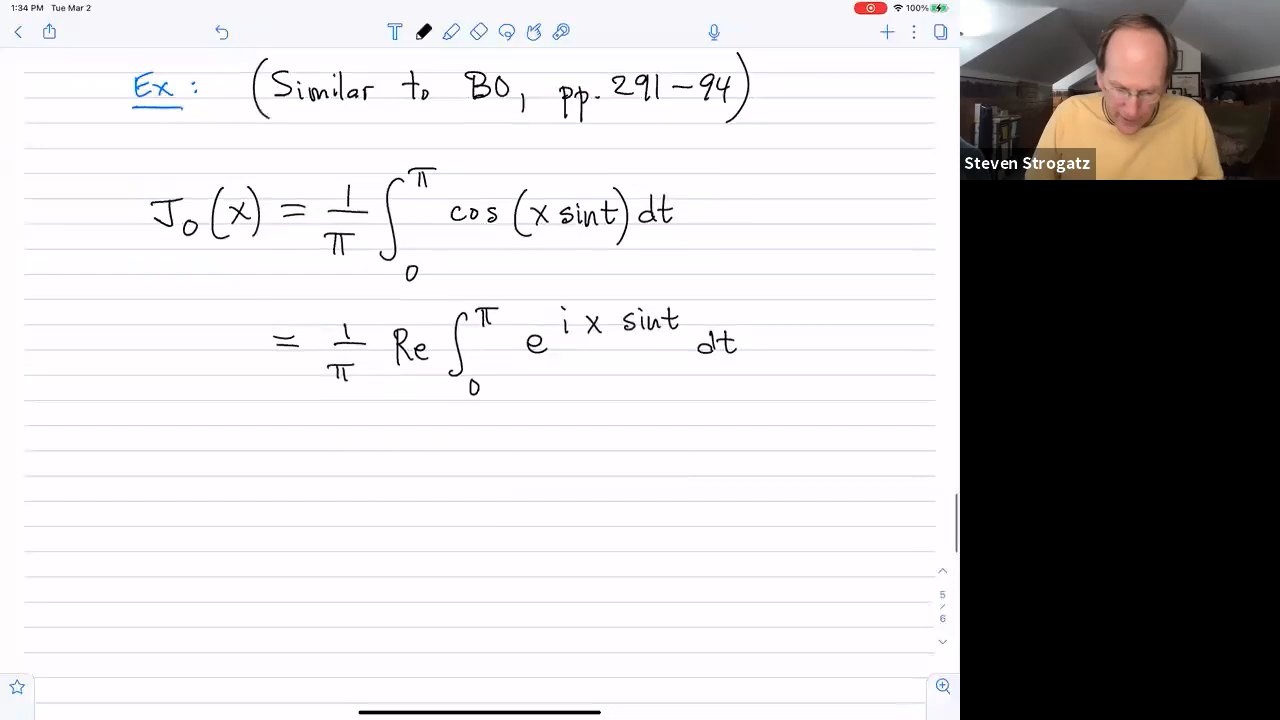 1:34 PM Tue Mar 2
100%
Ex: (Similar to BO, pp. 291-94)
J₀(x) = 1/π ∫₀^π cos(x sint) dt
= 1/π Re ∫₀^π e^{i x sint} dt
Steven Strogatz
5
/
6